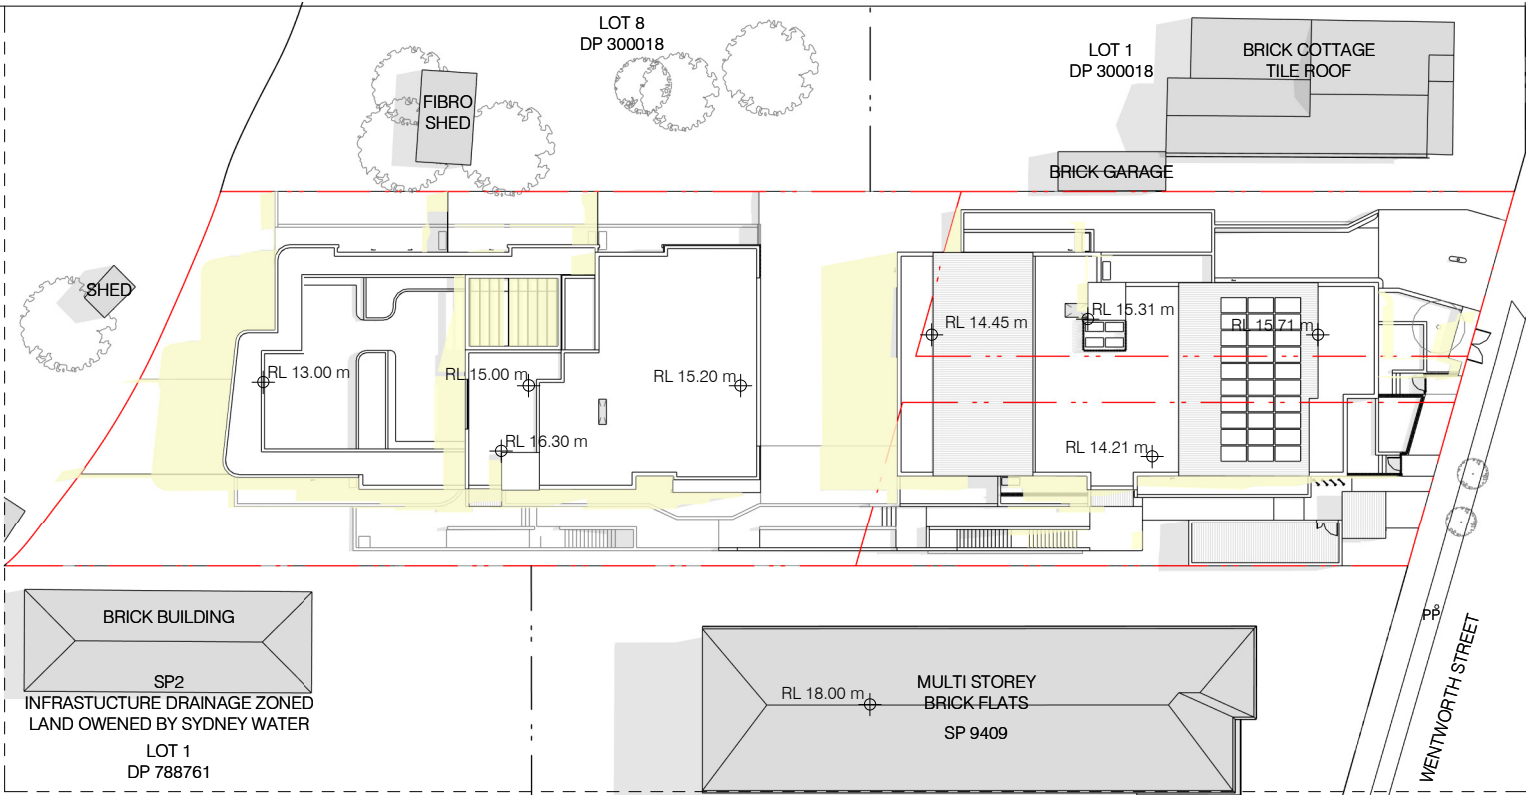 LOT 8
DP 300018
LOT 1
DP 300018
BRICK COTTAGE
TILE ROOF
FIBRO
SHED
BRICK GARAGE
SHED
RL 14.45 m
RL 15.31 m
RL 15.71 m
RL 13.00 m
RL 15.00 m
RL 15.20 m
RL 16.30 m
RL 14.21 m
BRICK BUILDING
SP2
INFRASTUCTURE DRAINAGE ZONED
LAND OWENED BY SYDNEY WATER
LOT 1
DP 788761
RL 18.00 m
MULTI STOREY
BRICK FLATS
SP 9409
PP
WENTWORTH STREET